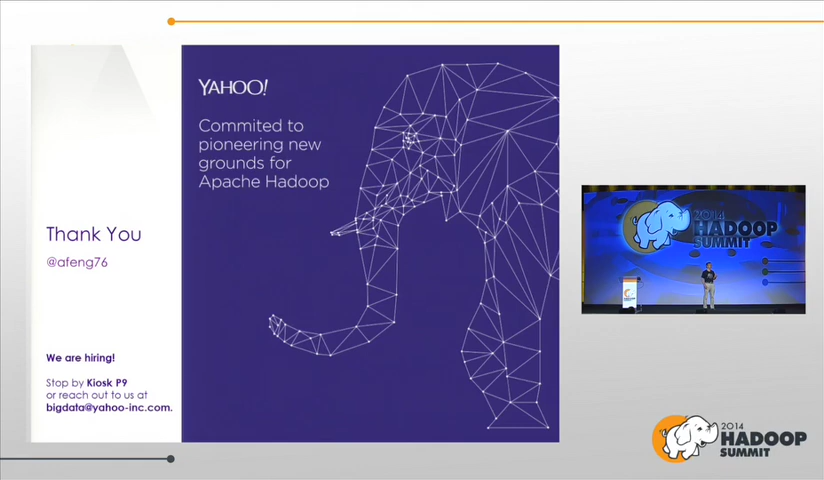 YAHOO!
Commited to
pioneering new
grounds for
Apache Hadoop
Thank You
@afeng76
We are hiring!
Stop by Kiosk P9
or reach out to us at
bigdata@yahoo-inc.com.
2014
HADOOP
SUMMIT
2014
HADOOP
SUMMIT